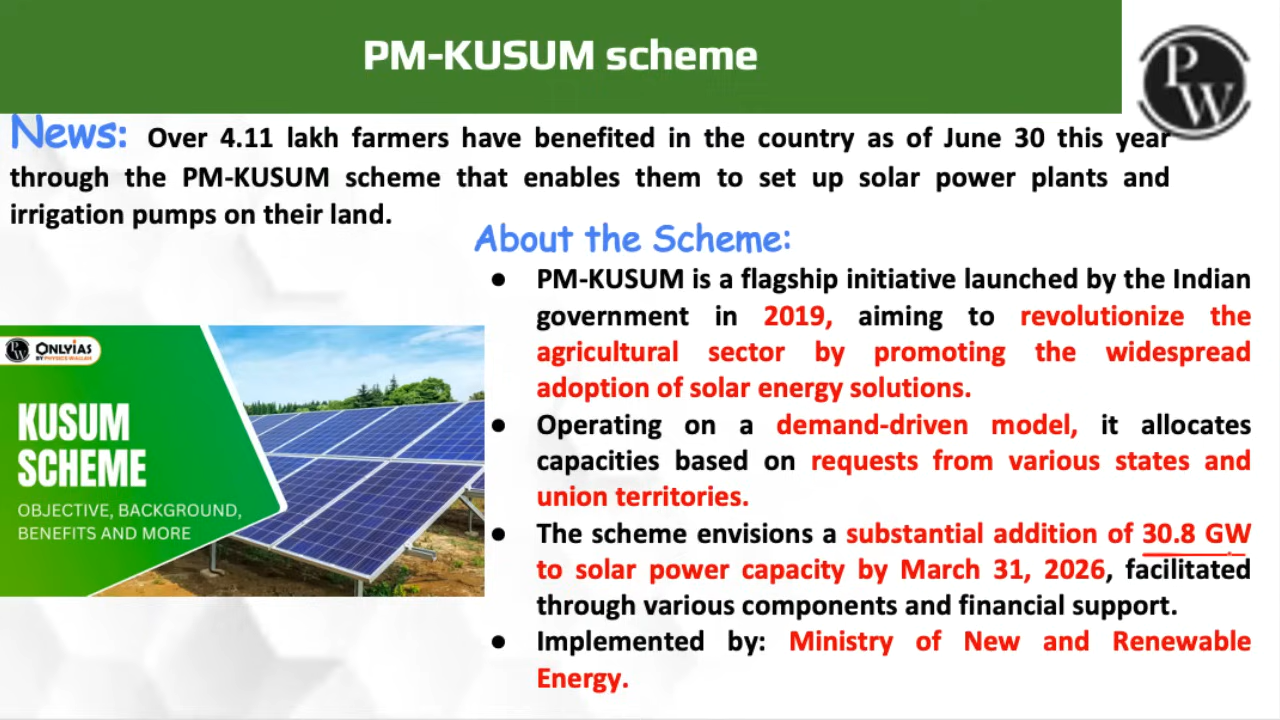 PM-KUSUM scheme
PW
News: Over 4.11 lakh farmers have benefited in the country as of June 30 this year
through the PM-KUSUM scheme that enables them to set up solar power plants and
irrigation pumps on their land.
About the Scheme:
● PM-KUSUM is a flagship initiative launched by the Indian
government in 2019, aiming to revolutionize the
agricultural sector by promoting the widespread
adoption of solar energy solutions.
● Operating on a demand-driven model, it allocates
capacities based on requests from various states and
union territories.
● The scheme envisions a substantial addition of 30.8 GW
to solar power capacity by March 31, 2026, facilitated
through various components and financial support.
● Implemented by: Ministry of New and Renewable
Energy.
PW ONLYIAS
BY PHYSICS WALLAH
KUSUM
SCHEME
OBJECTIVE, BACKGROUND,
BENEFITS AND MORE